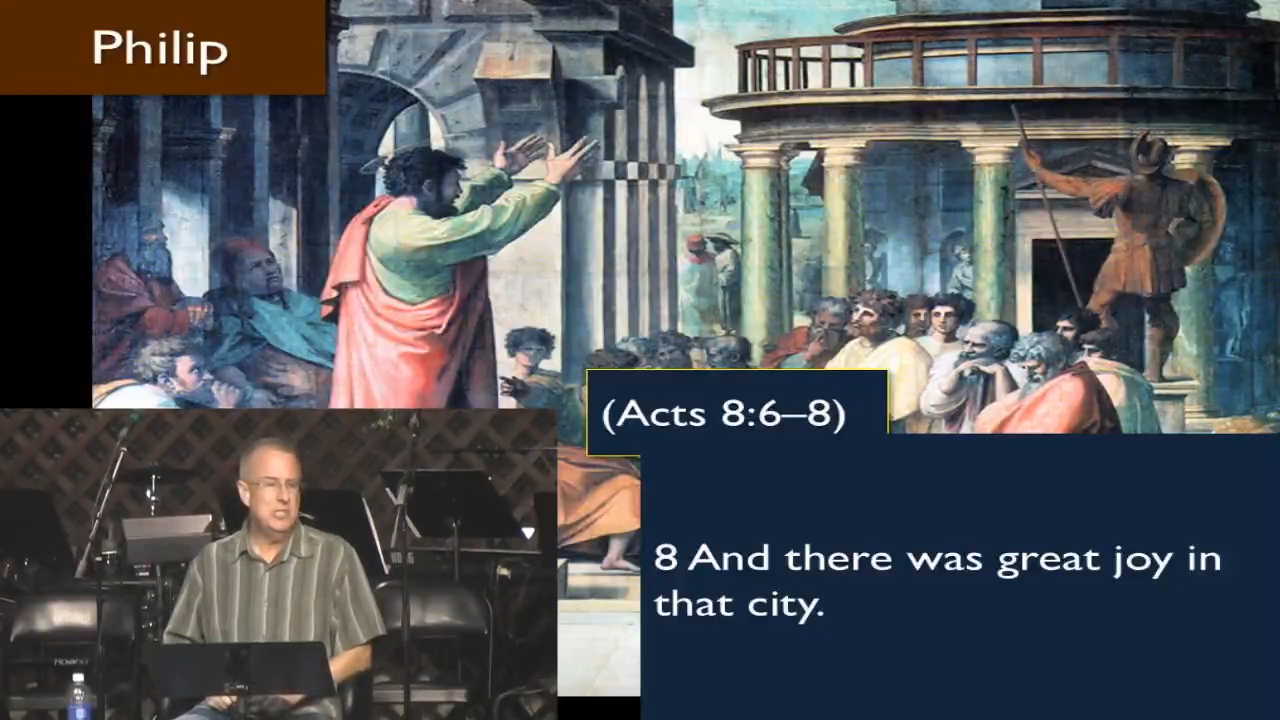 Philip
(Acts 8:6–8)
8 And there was great joy in
that city.